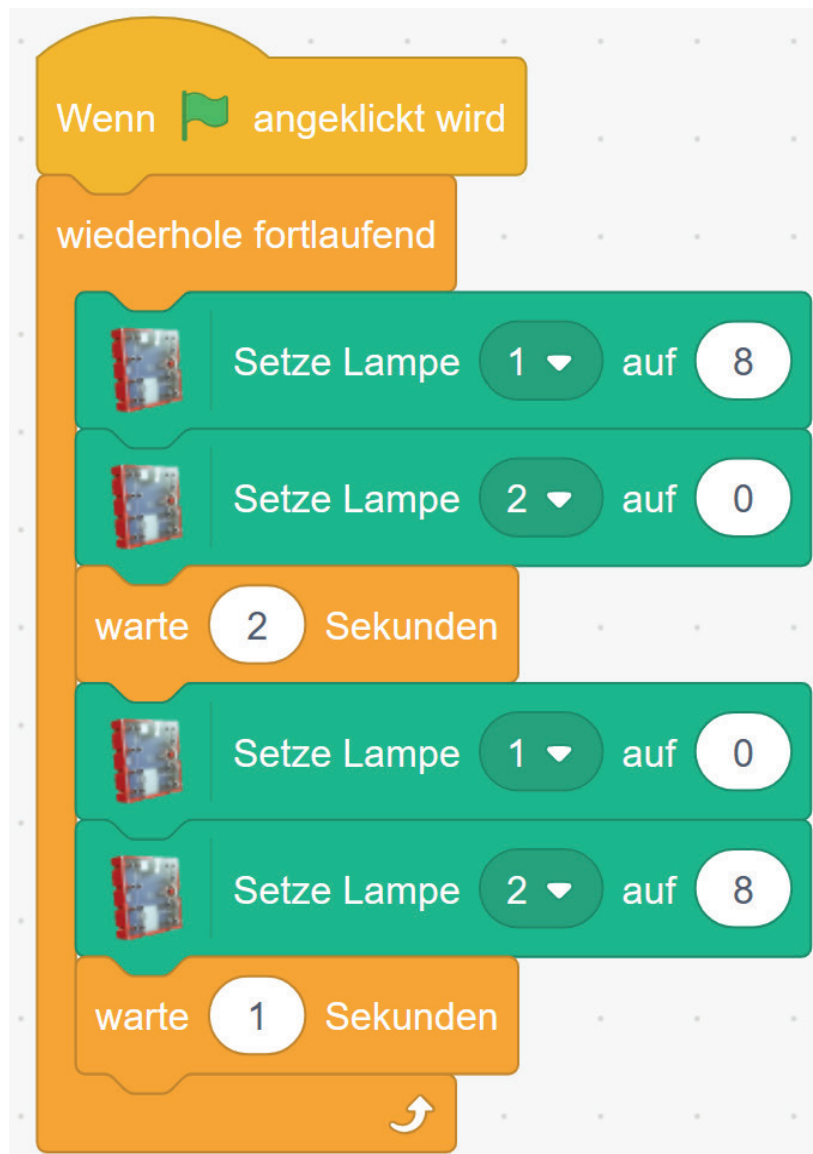 Wenn angeklickt wird
wiederhole fortlaufend
Setze Lampe 1 auf 8
Setze Lampe 2 auf 0
warte 2 Sekunden
Setze Lampe 1 auf 0
Setze Lampe 2 auf 8
warte 1 Sekunden